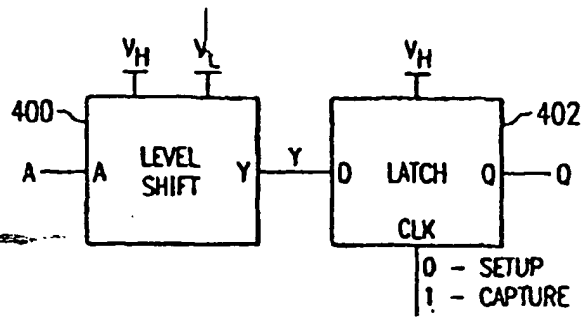 V_H V_L V_H
400 402
A A LEVEL SHIFT Y Y D LATCH Q Q
CLK
0 - SETUP
1 - CAPTURE